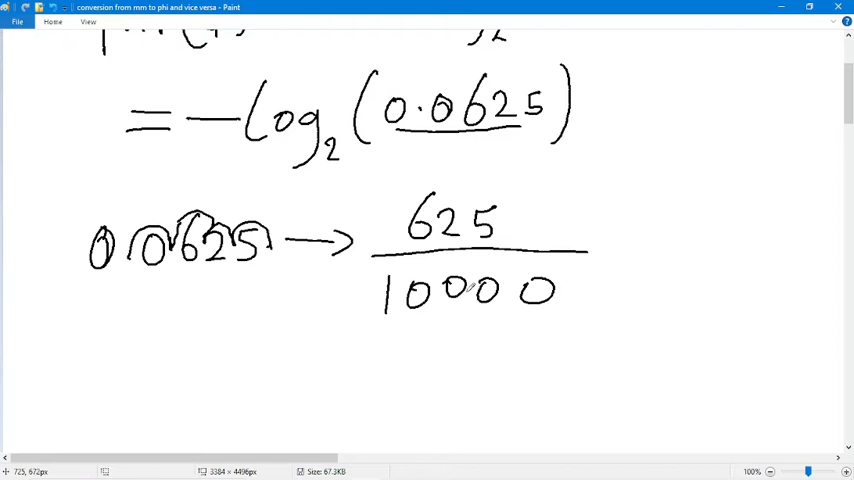 conversion from mm to phi and vice versa - Paint
File Home View
= -log₂(0.0625)
0.0625 → 625
10000
725, 672px 3384 × 4496px Size: 67.3KB 100%